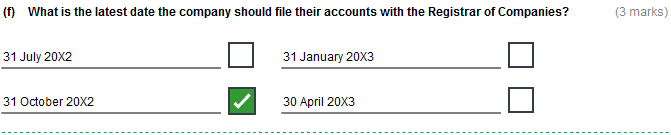 (f) What is the latest date the company should file their accounts with the Registrar of Companies? (3 marks)
31 July 20X2 31 January 20X3
31 October 20X2 30 April 20X3